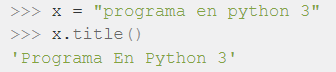 >>> x = "programa en python 3"
>>> x.title()
'Programa En Python 3'